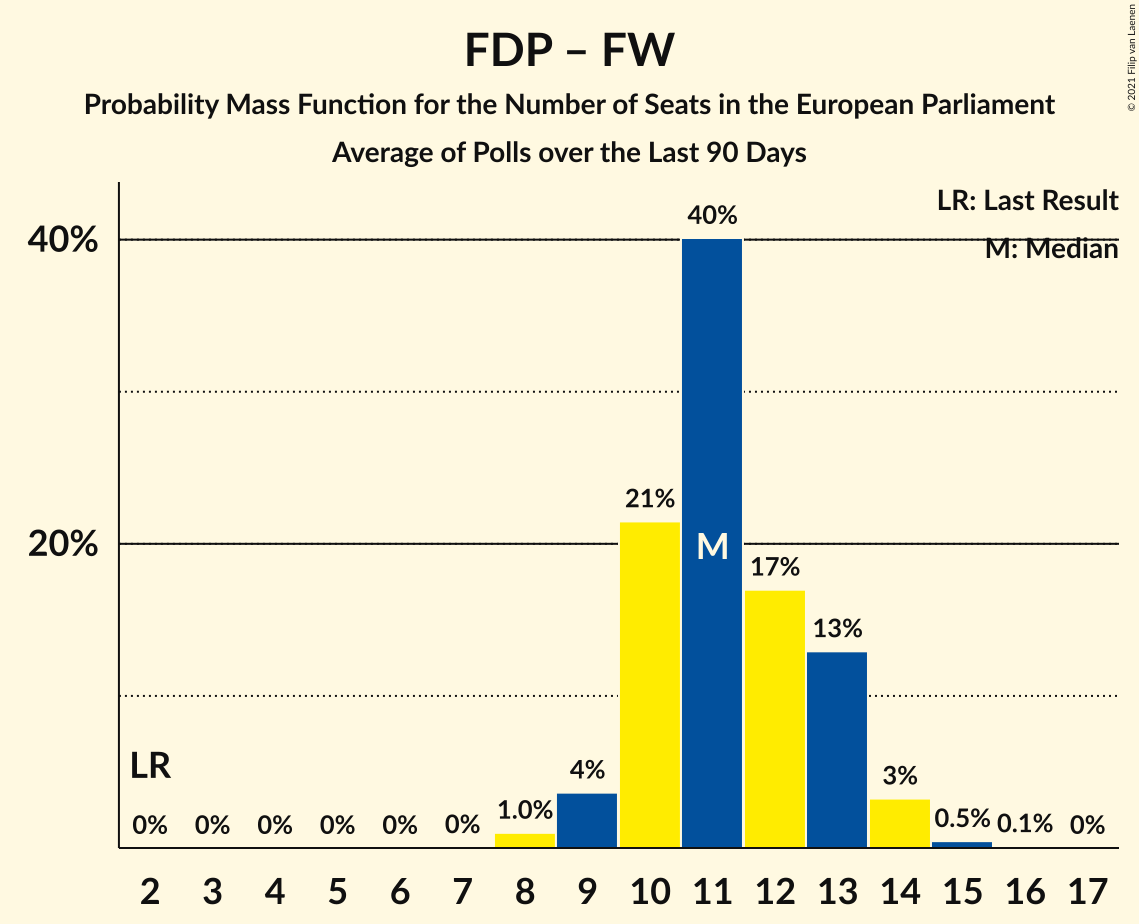 FDP – FW
Probability Mass Function for the Number of Seats in the European Parliament
Average of Polls over the Last 90 Days
© 2021 Filip van Laenen
LR: Last Result
M: Median
40%
20%
40%
21%
M
17%
13%
LR
4%
3%
1.0%
0.5%
0.1%
0%
0%
0%
0%
0%
0%
0%
2 3 4 5 6 7 8 9 10 11 12 13 14 15 16 17